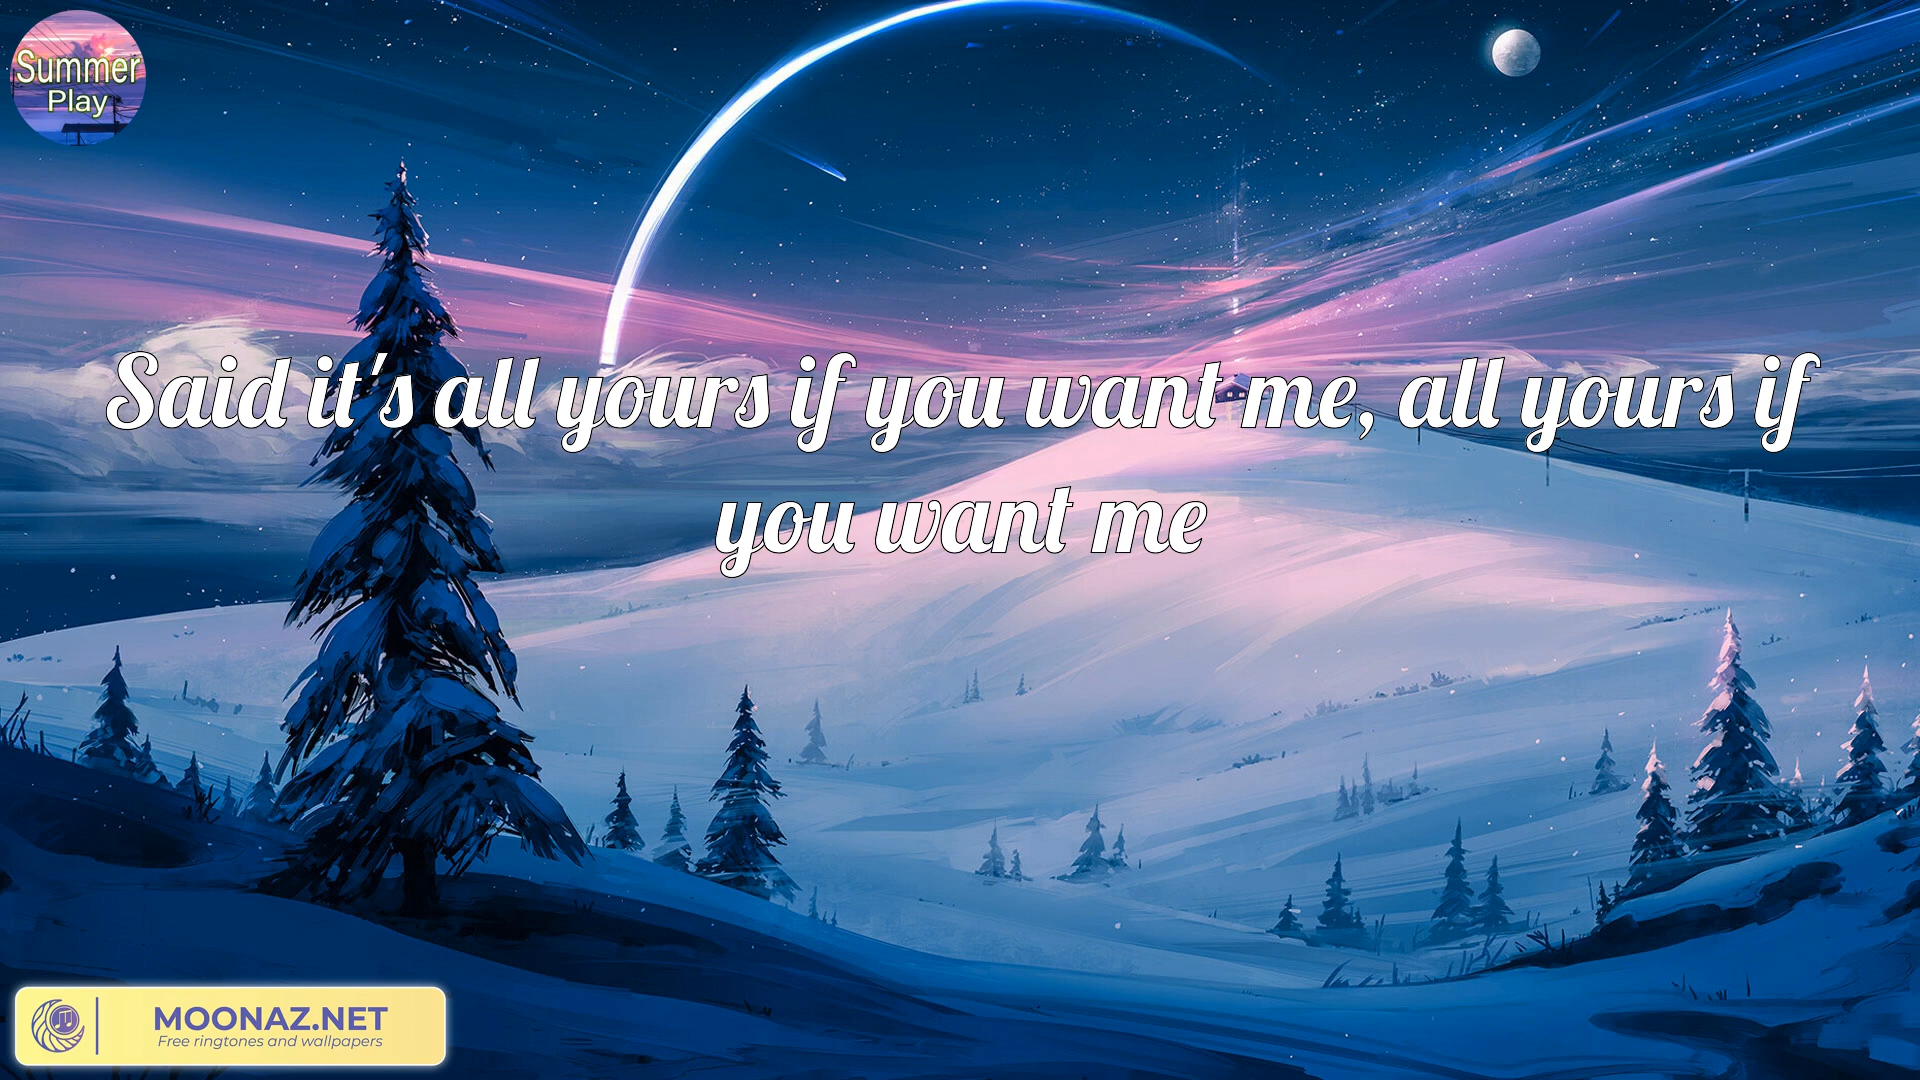 Summer
Play
Said it's all yours if you want me, all yours if
you want me
MOONAZ.NET
Free ringtones and wallpapers